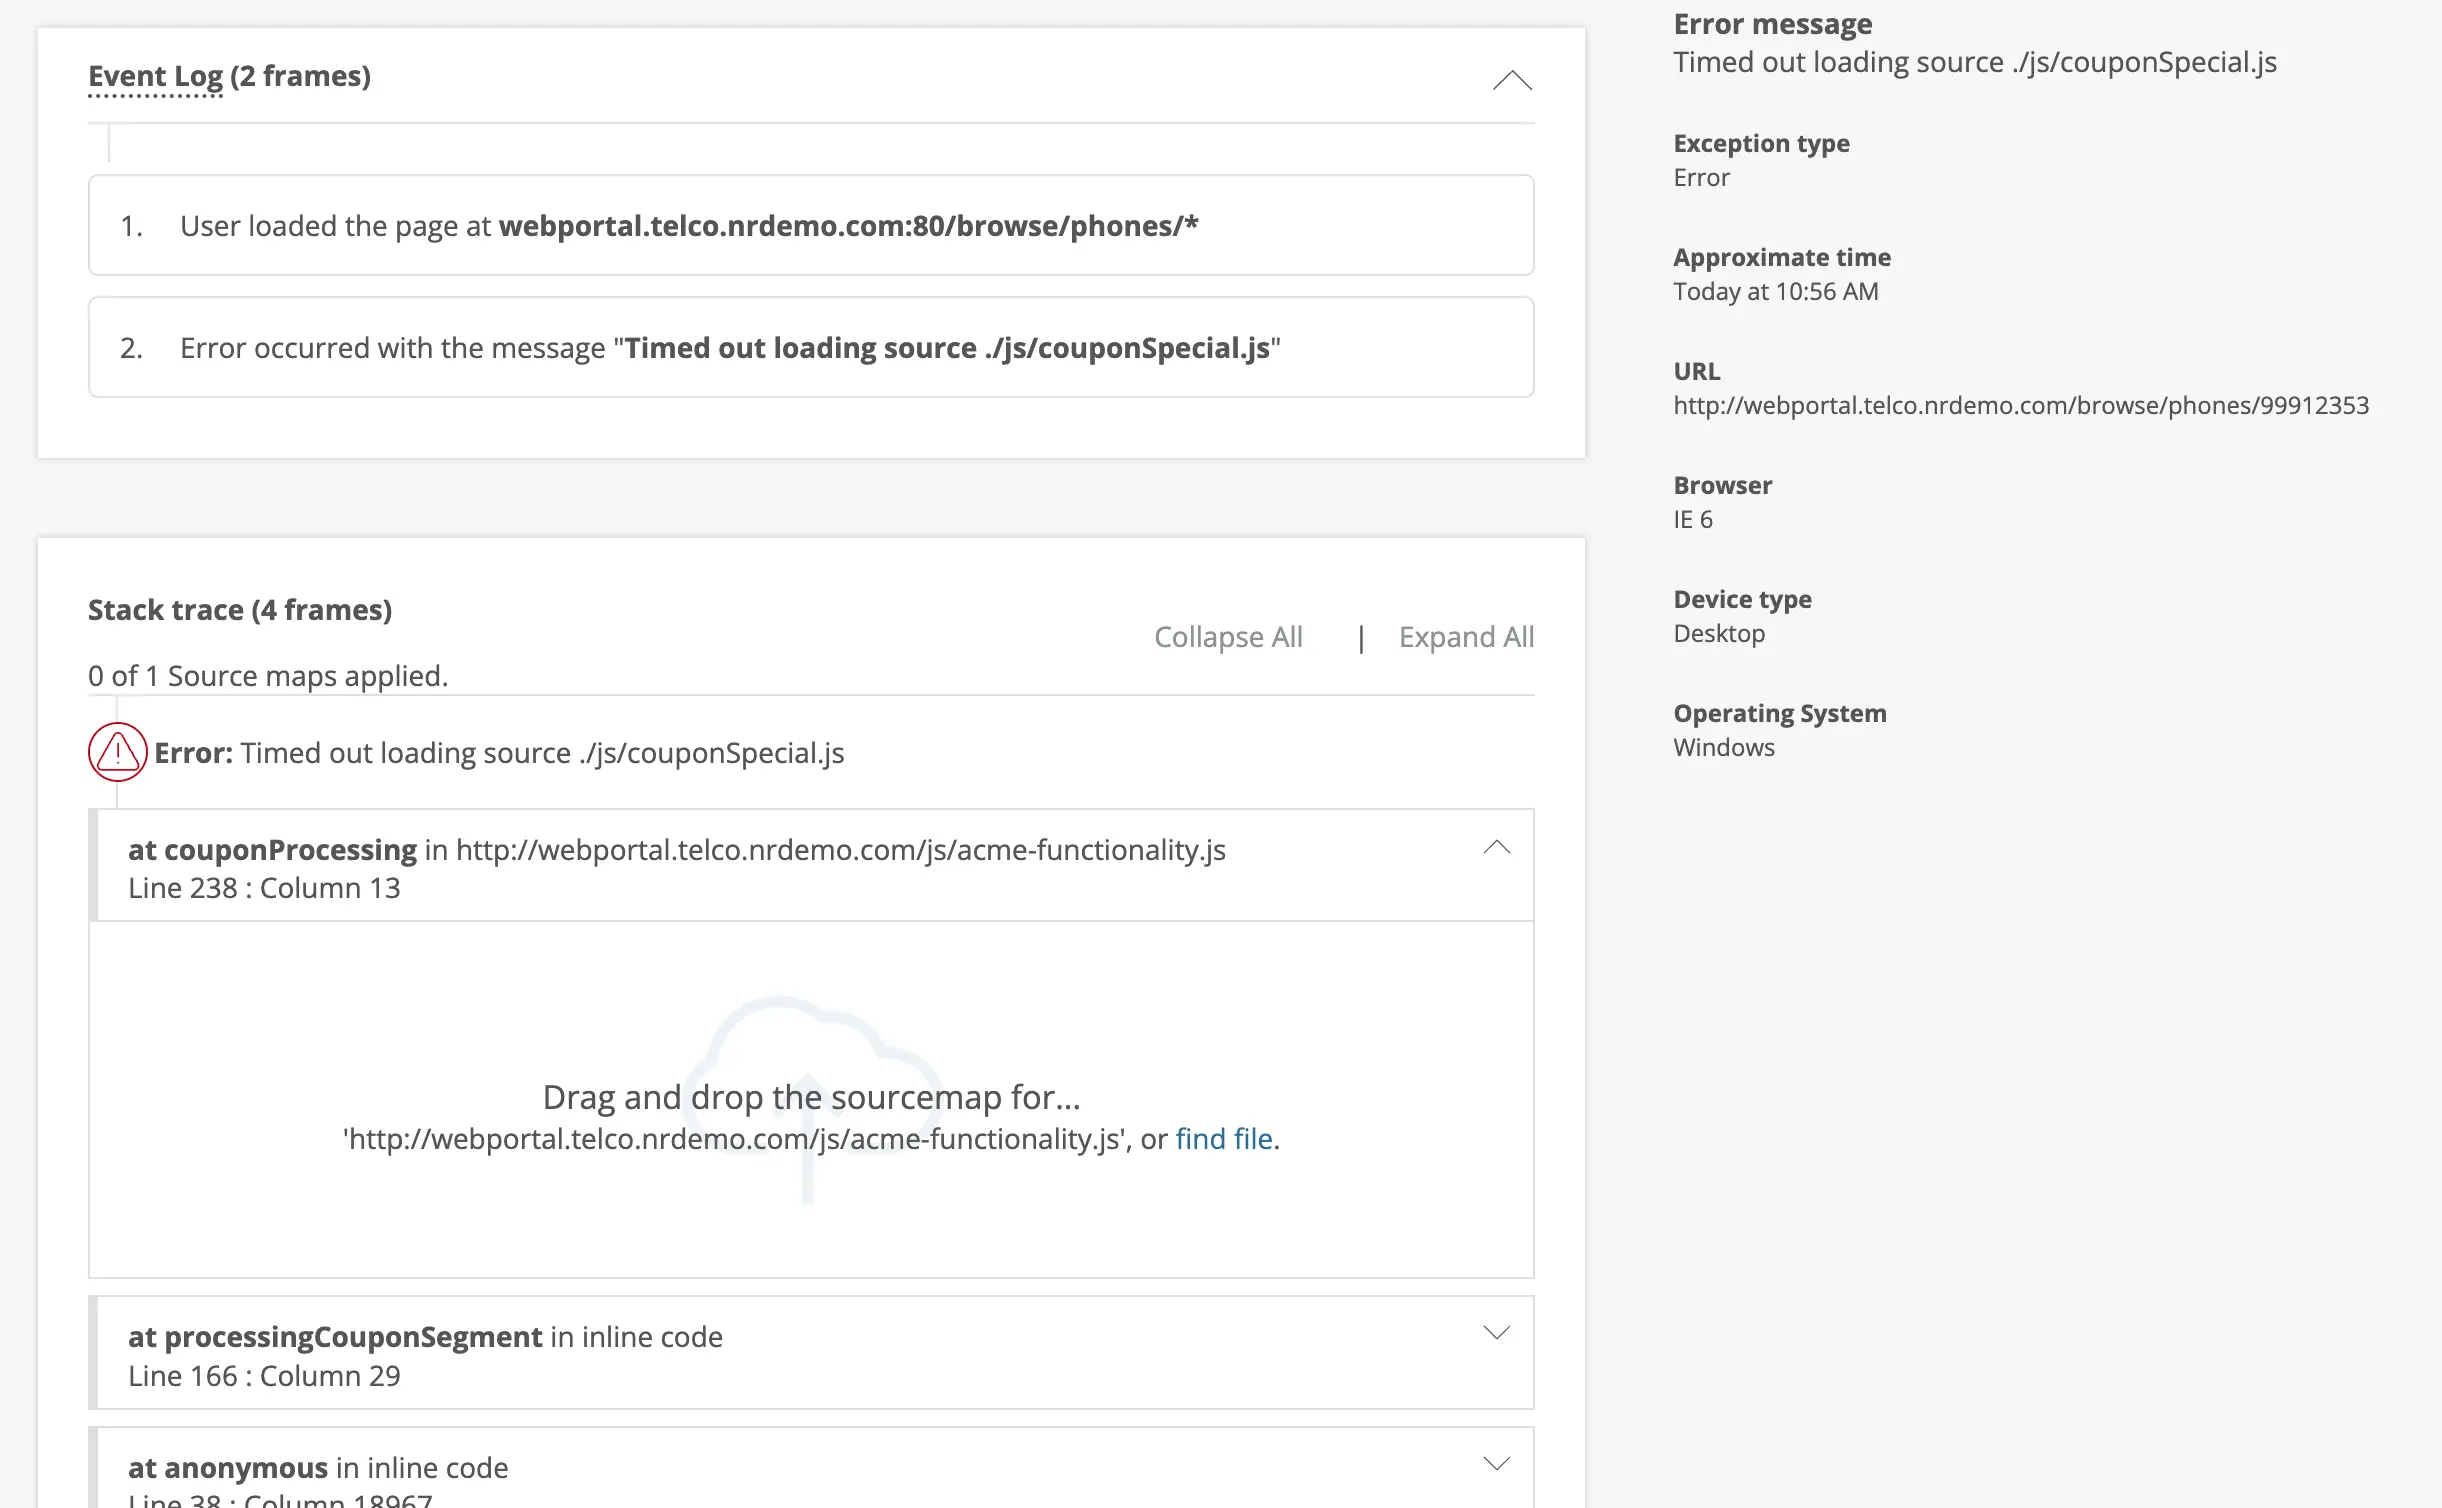 Event Log (2 frames)
1. User loaded the page at webportal.telco.nrdemo.com:80/browse/phones/*
2. Error occurred with the message "Timed out loading source ./js/couponSpecial.js"
Stack trace (4 frames)
Collapse All | Expand All
0 of 1 Source maps applied.
Error: Timed out loading source ./js/couponSpecial.js
at couponProcessing in http://webportal.telco.nrdemo.com/js/acme-functionality.js
Line 238 : Column 13
Drag and drop the sourcemap for...
'http://webportal.telco.nrdemo.com/js/acme-functionality.js', or find file.
at processingCouponSegment in inline code
Line 166 : Column 29
at anonymous in inline code
Line 38 : Column 18967
Error message
Timed out loading source ./js/couponSpecial.js
Exception type
Error
Approximate time
Today at 10:56 AM
URL
http://webportal.telco.nrdemo.com/browse/phones/99912353
Browser
IE 6
Device type
Desktop
Operating System
Windows